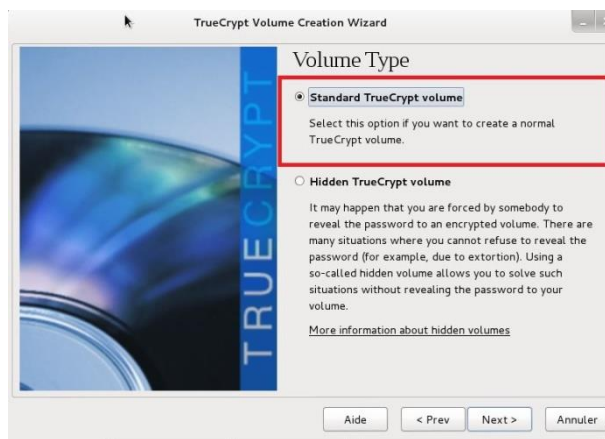 TrueCrypt Volume Creation Wizard
TRUECRYPT
Volume Type
Standard TrueCrypt volume
Select this option if you want to create a normal
TrueCrypt volume.
Hidden TrueCrypt volume
It may happen that you are forced by somebody to
reveal the password to an encrypted volume. There are
many situations where you cannot refuse to reveal the
password (for example, due to extortion). Using a
so-called hidden volume allows you to solve such
situations without revealing the password to your
volume.
More information about hidden volumes
Aide
< Prev
Next >
Annuler